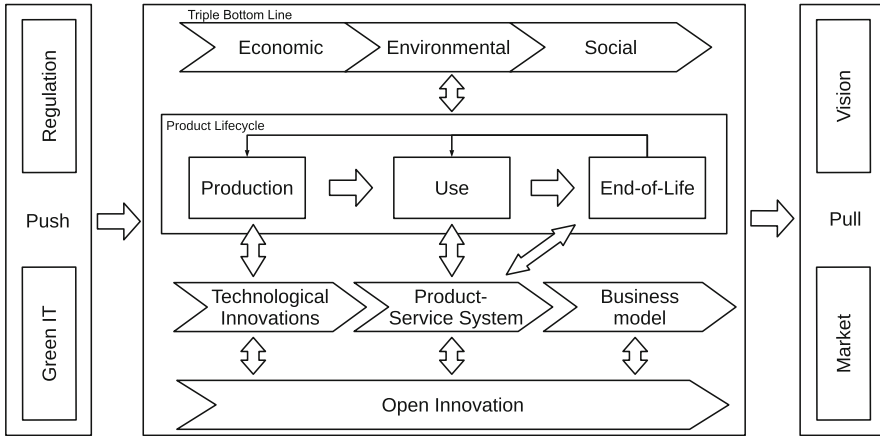 Regulation
Push
Green IT
Triple Bottom Line
Economic
Environmental
Social
Product Lifecycle
Production
Use
End-of-Life
Technological
Innovations
Product-
Service System
Business
model
Open Innovation
Vision
Pull
Market